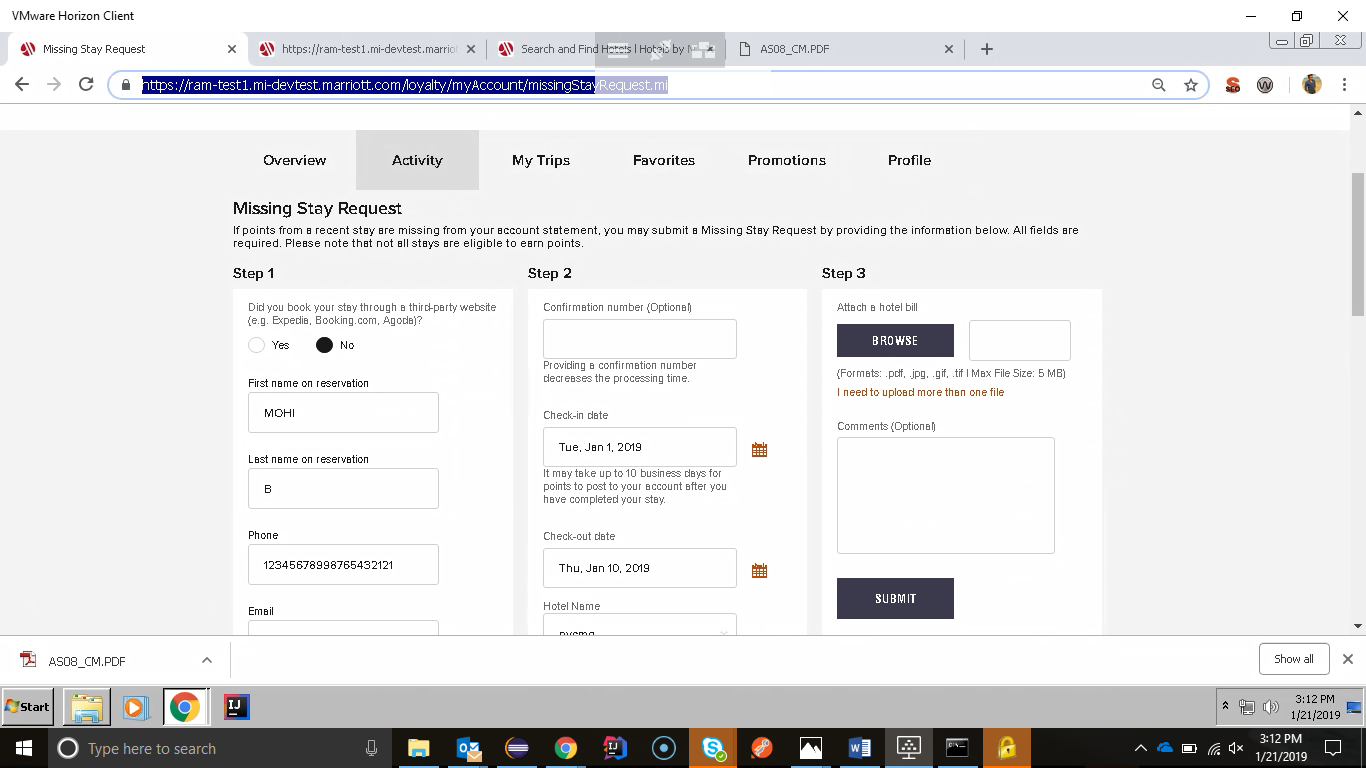 VMware Horizon Client
Missing Stay Request
https://ram-test1.mi-devtest.marriot
Search and Find Hotels | Hotels by M
AS08_CM.PDF
https://ram-test1.mi-devtest.marriott.com/loyalty/myAccount/missingStayRequest.mi
Overview
Activity
My Trips
Favorites
Promotions
Profile
Missing Stay Request
If points from a recent stay are missing from your account statement, you may submit a Missing Stay Request by providing the information below. All fields are
required. Please note that not all stays are eligible to earn points.
Step 1
Did you book your stay through a third-party website
(e.g. Expedia, Booking.com, Agoda)?
Yes
No
First name on reservation
MOHI
Last name on reservation
B
Phone
12345678998765432121
Email
Step 2
Confirmation number (Optional)
Providing a confirmation number
decreases the processing time.
Check-in date
Tue, Jan 1, 2019
It may take up to 10 business days for
points to post to your account after you
have completed your stay.
Check-out date
Thu, Jan 10, 2019
Hotel Name
Step 3
Attach a hotel bill
BROWSE
(Formats: .pdf, .jpg, .gif, .tif | Max File Size: 5 MB)
I need to upload more than one file
Comments (Optional)
SUBMIT
AS08_CM.PDF
Show all
Start
3:12 PM
1/21/2019
Type here to search
3:12 PM
1/21/2019